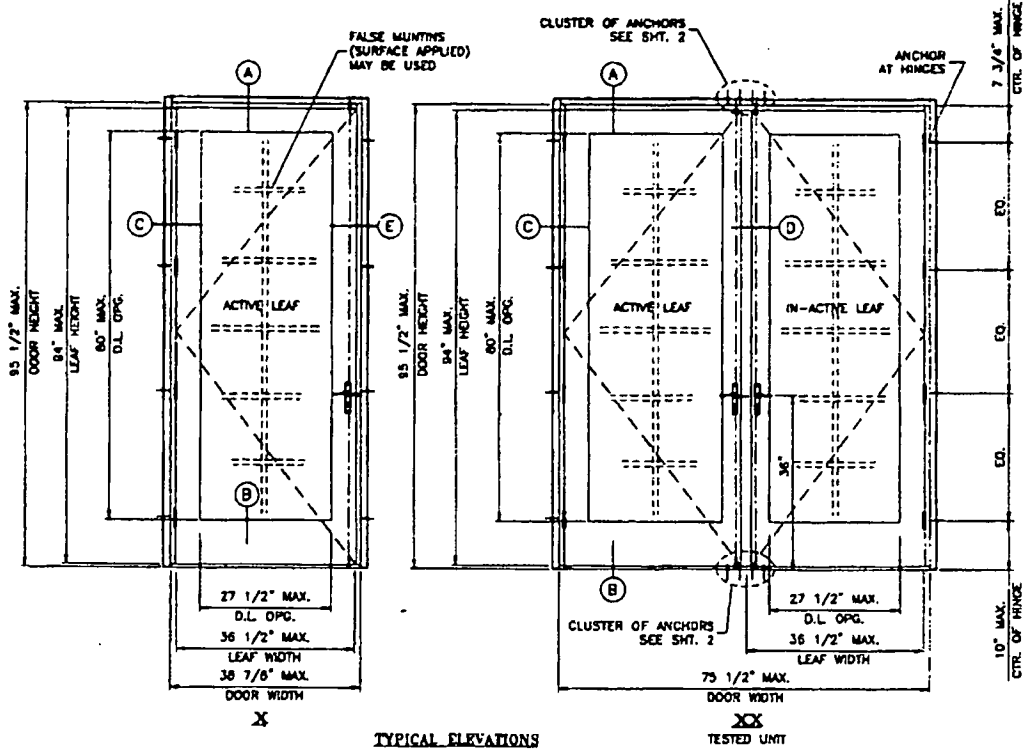 FALSE MUNTINS
(SURFACE APPLIED)
MAY BE USED
CLUSTER OF ANCHORS
SEE SHT. 2
ANCHOR
AT HINGES
7 3/4" MAX.
CTR. OF HINGE
A
A
C
E
C
D
95 1/2" MAX.
DOOR HEIGHT
94" MAX.
LEAF HEIGHT
80" MAX.
D.L. OPG.
ACTIVE LEAF
95 1/2" MAX.
DOOR HEIGHT
94" MAX.
LEAF HEIGHT
80" MAX.
D.L. OPG.
ACTIVE LEAF
IN-ACTIVE LEAF
EQ.
EQ.
EQ.
36"
B
B
27 1/2" MAX.
D.L OPG.
36 1/2" MAX.
LEAF WIDTH
38 7/8" MAX.
DOOR WIDTH
X
CLUSTER OF ANCHORS
SEE SHT. 2
27 1/2" MAX.
D.L OPG.
36 1/2" MAX.
LEAF WIDTH
75 1/2" MAX.
DOOR WIDTH
XX
TESTED UNIT
10" MAX.
CTR. OF HINGE
TYPICAL ELEVATIONS